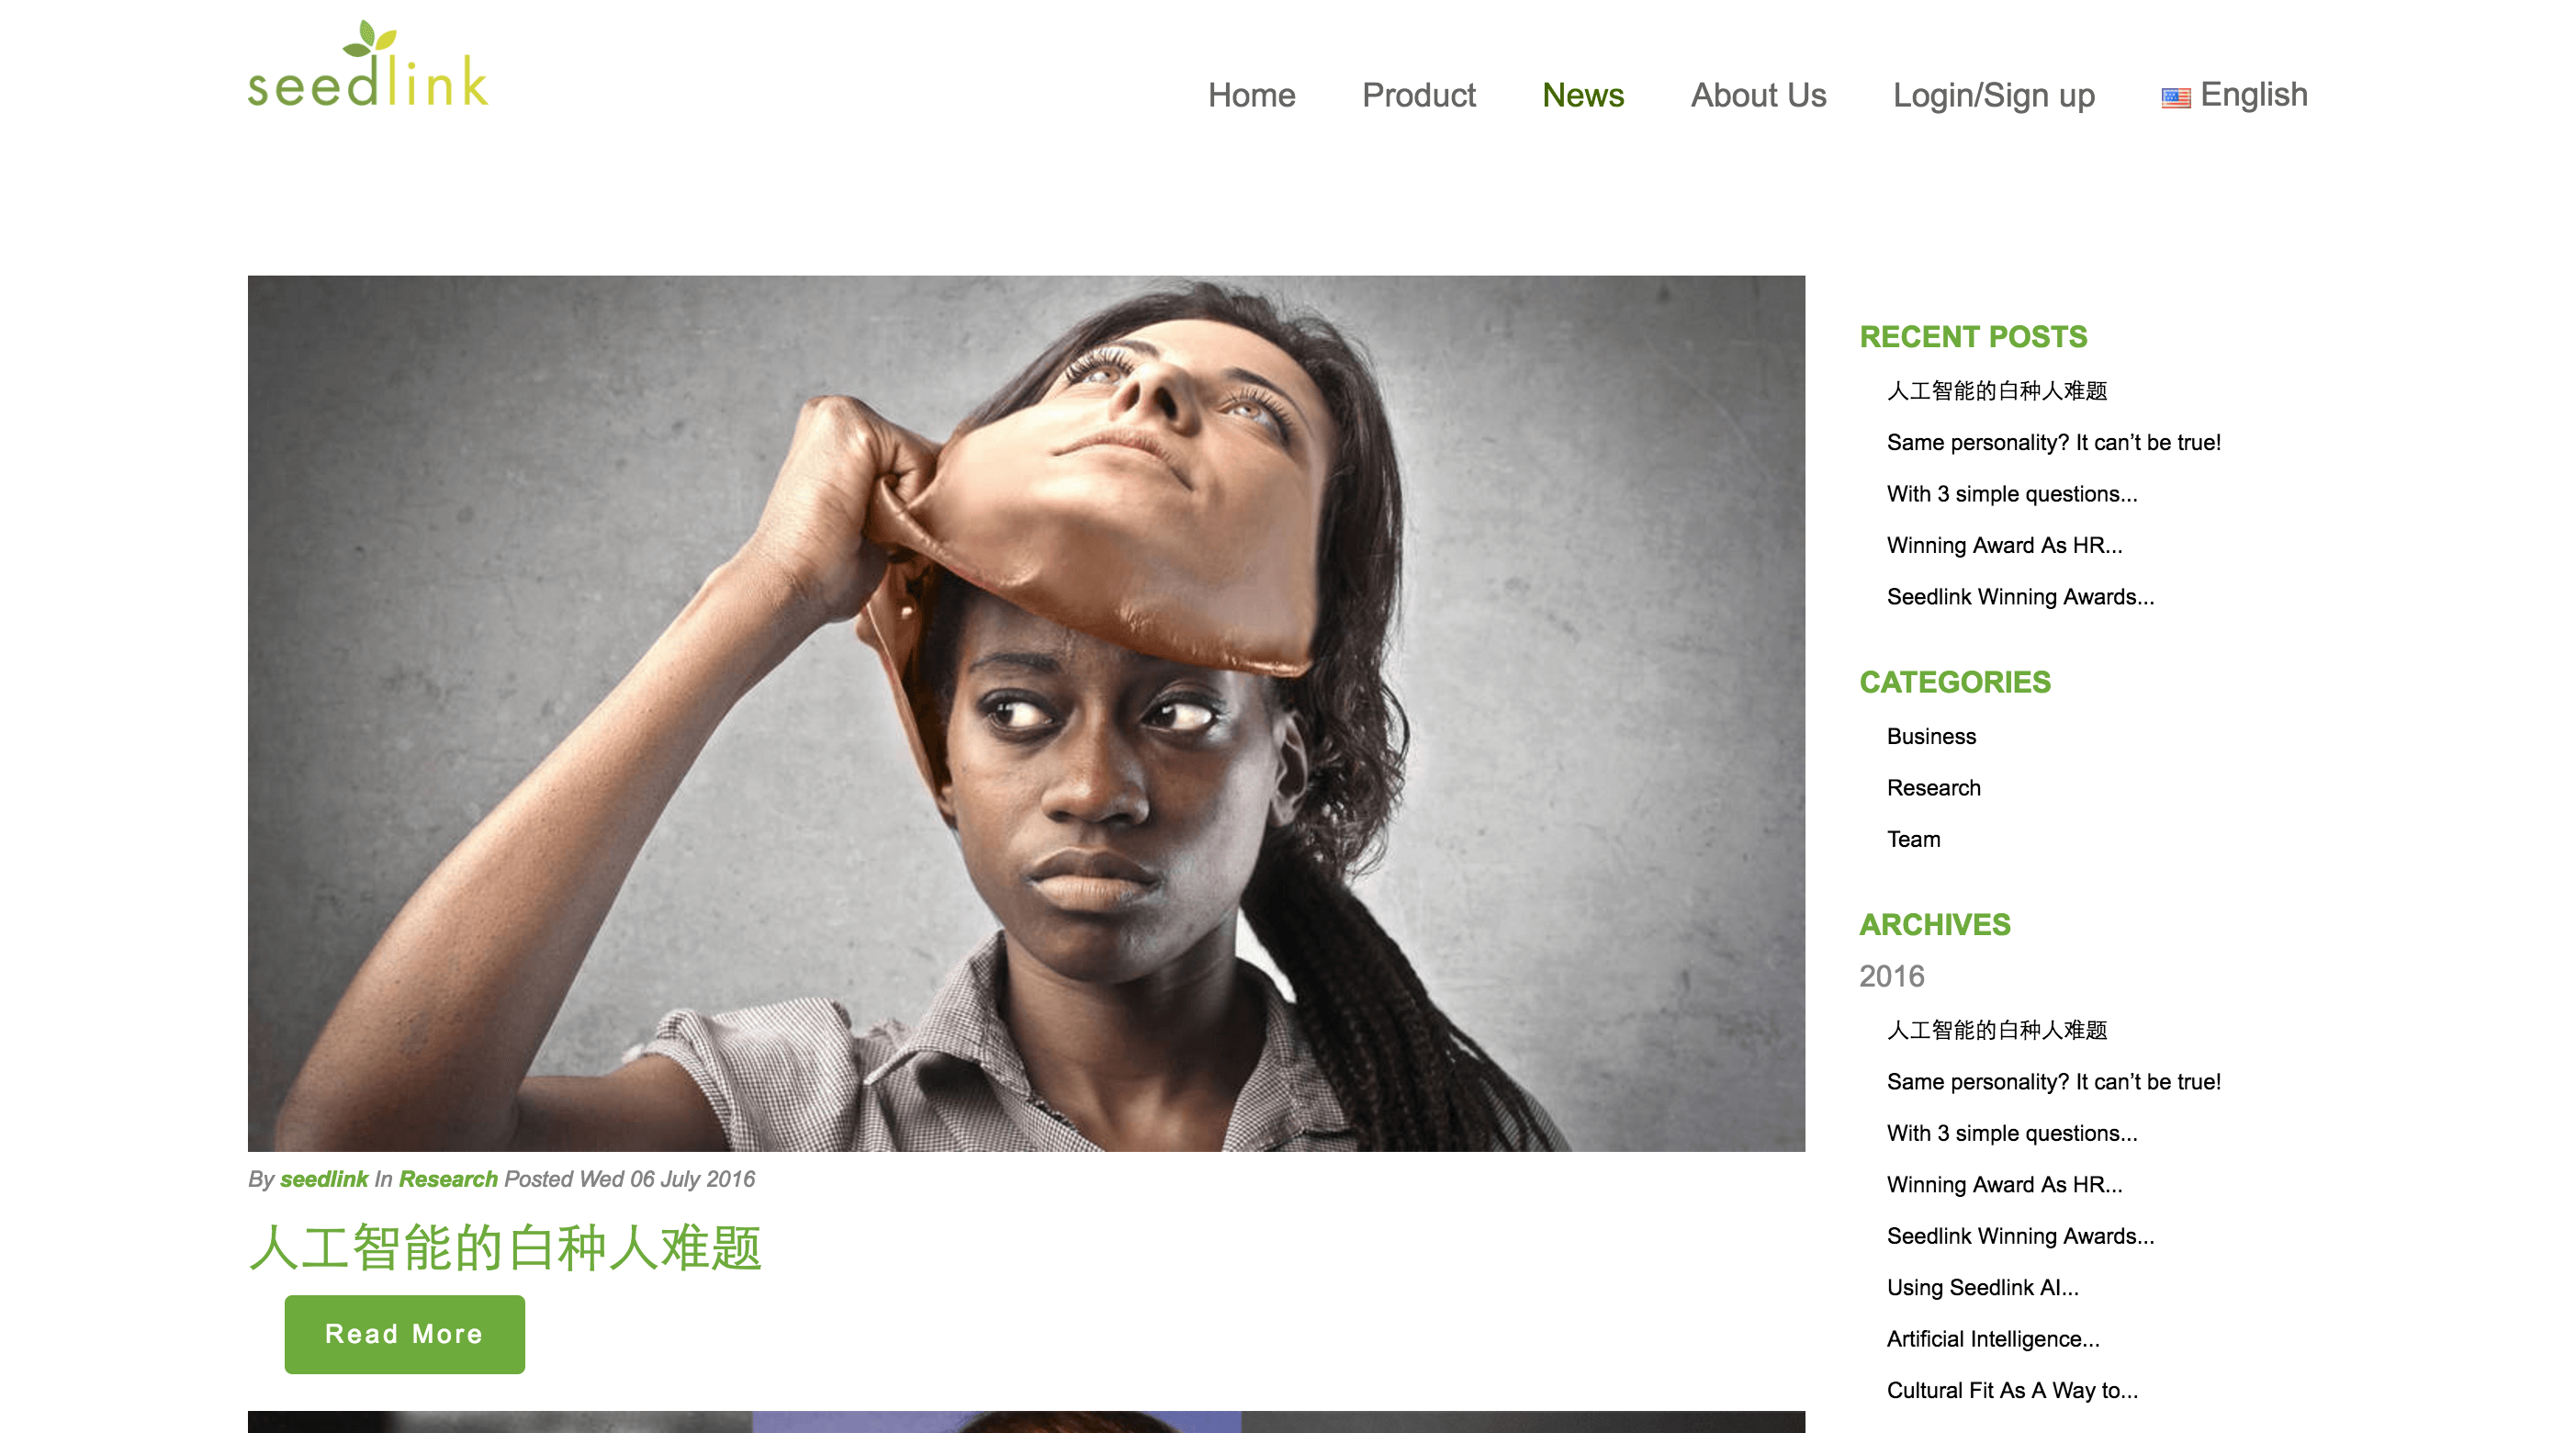 seedlink
Home Product News About Us Login/Sign up English
RECENT POSTS
人工智能的白种人难题
Same personality? It can’t be true!
With 3 simple questions...
Winning Award As HR...
Seedlink Winning Awards...
CATEGORIES
Business
Research
Team
ARCHIVES
2016
人工智能的白种人难题
Same personality? It can’t be true!
With 3 simple questions...
Winning Award As HR...
Seedlink Winning Awards...
Using Seedlink AI...
Artificial Intelligence...
Cultural Fit As A Way to...
By seedlink In Research Posted Wed 06 July 2016
人工智能的白种人难题
Read More